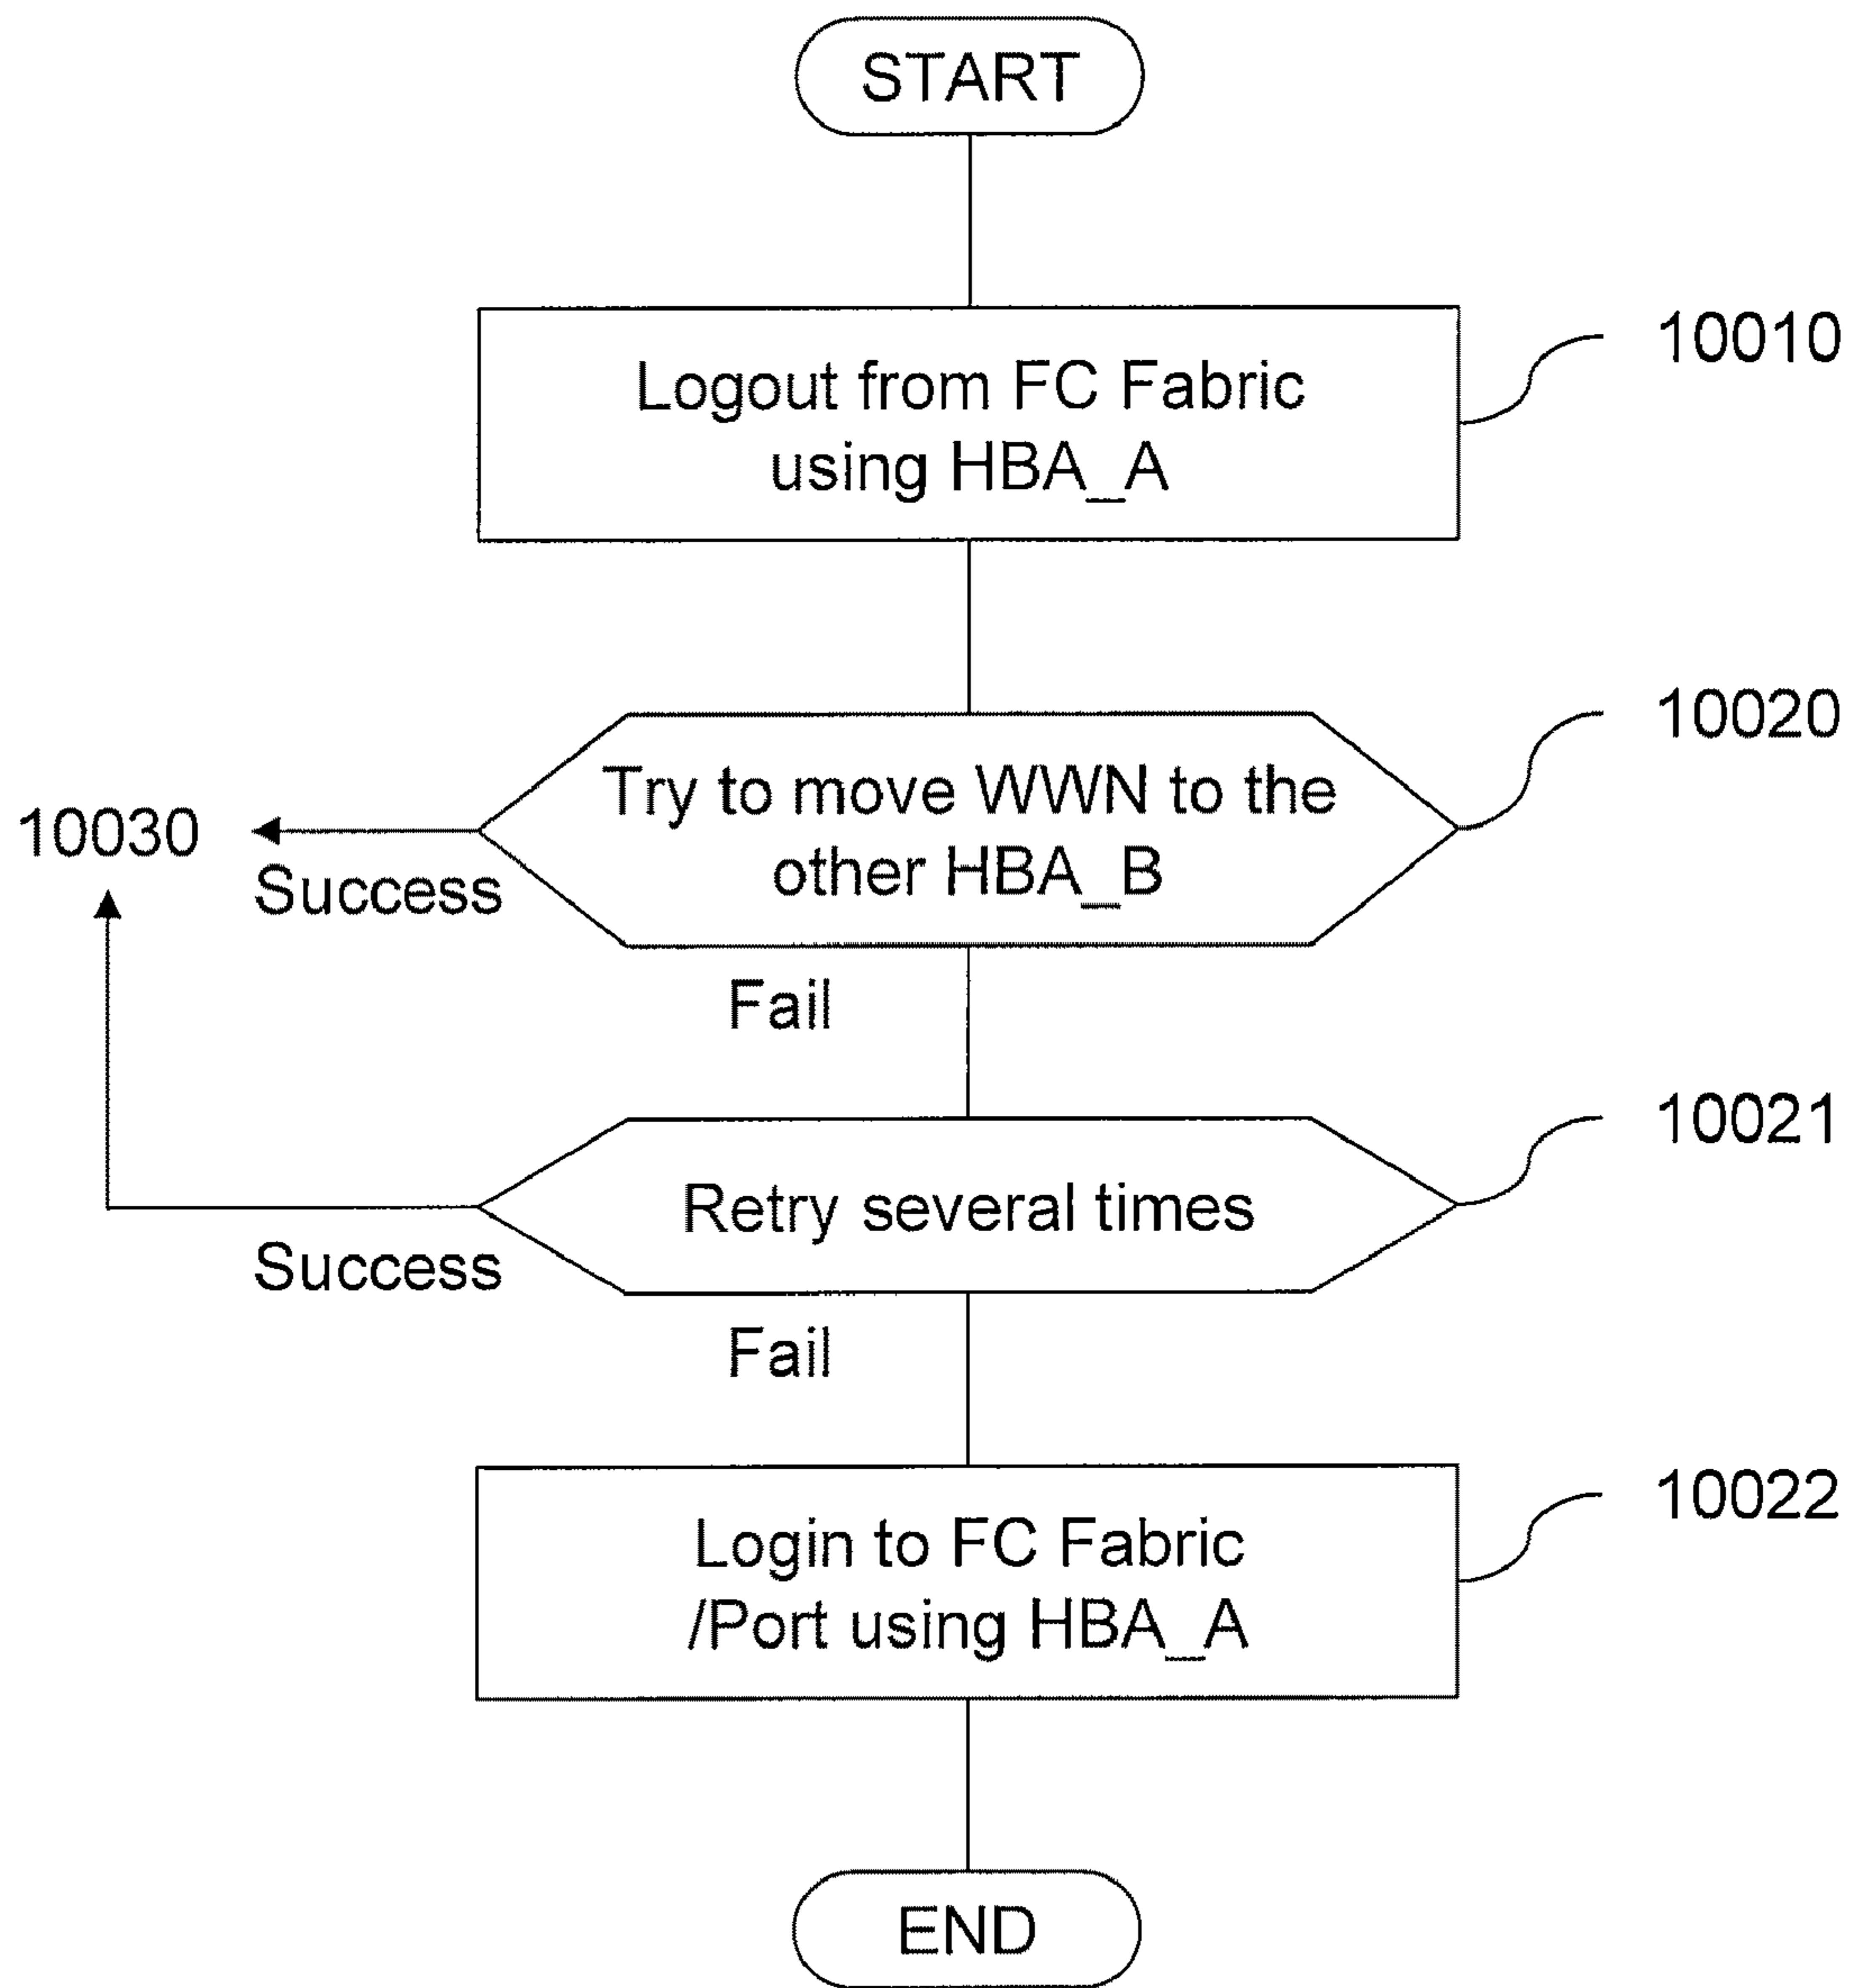 START
Logout from FC Fabric
using HBA_A
10010
Try to move WWN to the
other HBA_B
10020
10030
Success
Fail
Retry several times
10021
Success
Fail
Login to FC Fabric
/Port using HBA_A
10022
END